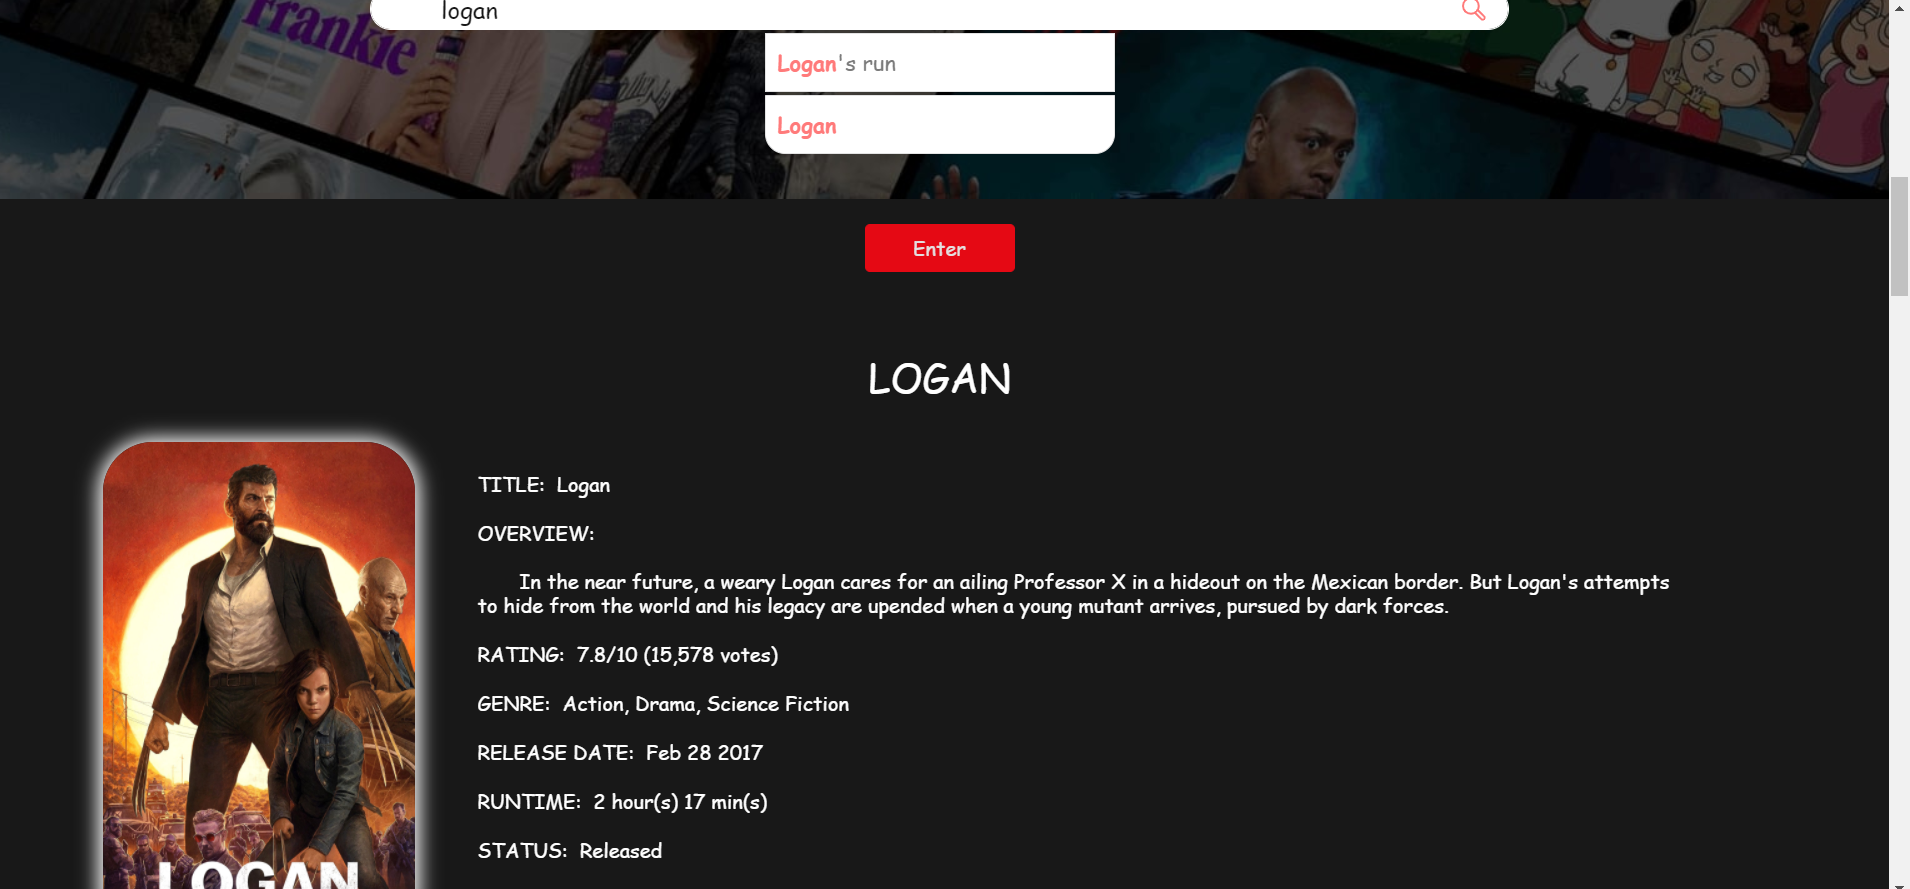 logan
Frankie
Logan's run
Logan
Enter
LOGAN
TITLE: Logan
OVERVIEW:
In the near future, a weary Logan cares for an ailing Professor X in a hideout on the Mexican border. But Logan's attempts
to hide from the world and his legacy are upended when a young mutant arrives, pursued by dark forces.
RATING: 7.8/10 (15,578 votes)
GENRE: Action, Drama, Science Fiction
RELEASE DATE: Feb 28 2017
RUNTIME: 2 hour(s) 17 min(s)
STATUS: Released
LOGAN